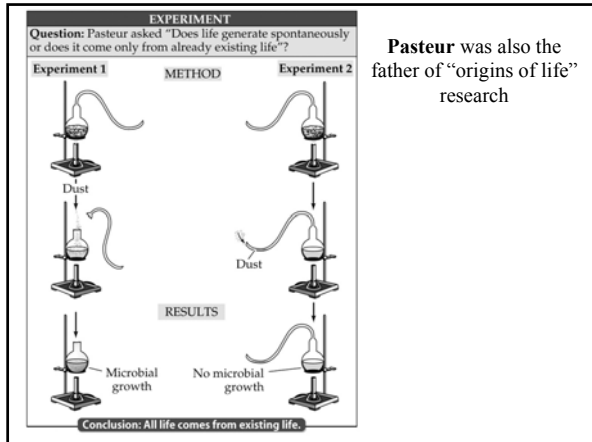 EXPERIMENT
Question: Pasteur asked “Does life generate spontaneously
or does it come only from already existing life”?
Experiment 1
METHOD
Experiment 2
Dust
Dust
RESULTS
Microbial
growth
No microbial
growth
Conclusion: All life comes from existing life.
Pasteur was also the
father of “origins of life”
research